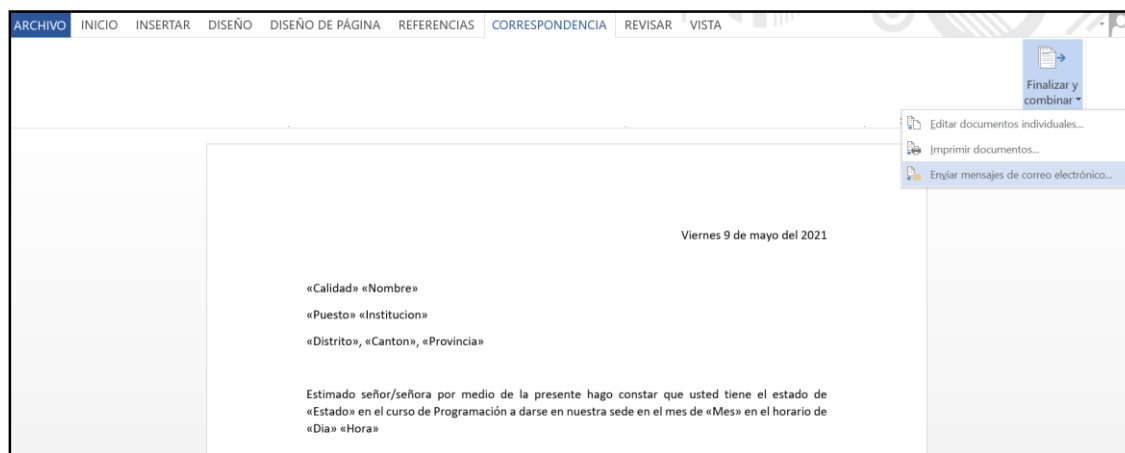 ARCHIVO INICIO INSERTAR DISEÑO DISEÑO DE PÁGINA REFERENCIAS CORRESPONDENCIA REVISAR VISTA
Finalizar y
combinar
Editar documentos individuales...
Imprimir documentos...
Enviar mensajes de correo electrónico...
Viernes 9 de mayo del 2021
«Calidad» «Nombre»
«Puesto» «Institucion»
«Distrito», «Canton», «Provincia»
Estimado señor/señora por medio de la presente hago constar que usted tiene el estado de
«Estado» en el curso de Programación a darse en nuestra sede en el mes de «Mes» en el horario de
«Dia» «Hora»